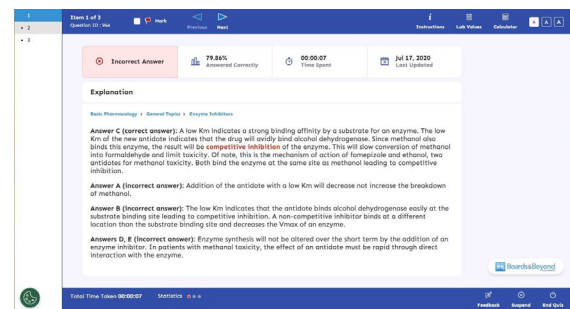 1
• 2
• 3
Item 1 of 3
Question ID : 964
Mark
Previous
Next
Instructions
Lab Values
Calculator
A A A
Incorrect Answer
79.86%
Answered Correctly
00:00:07
Time Spent
Jul 17, 2020
Last Updated
Explanation
Basic Pharmacology › General Topics › Enzyme Inhibitors
Answer C (correct answer): A low Km indicates a strong binding affinity by a substrate for an enzyme. The low
Km of the new antidote indicates that the drug will avidly bind alcohol dehydrogenase. Since methanol also
binds this enzyme, the result will be competitive inhibition of the enzyme. This will slow conversion of methanol
into formaldehyde and limit toxicity. Of note, this is the mechanism of action of fomepizole and ethanol, two
antidotes for methanol toxicity. Both bind the enzyme at the same site as methanol leading to competitive
inhibition.
Answer A (incorrect answer): Addition of the antidote with a low Km will decrease not increase the breakdown
of methanol.
Answer B (incorrect answer): The low Km indicates that the antidote binds alcohol dehydrogenase easily at the
substrate binding site leading to competitive inhibition. A non-competitive inhibitor binds at a different
location than the substrate binding site and decreases the Vmax of an enzyme.
Answers D, E (incorrect answer): Enzyme synthesis will not be altered over the short term by the addition of an
enzyme inhibitor. In patients with methanol toxicity, the effect of an antidote must be rapid through direct
interaction with the enzyme.
Boards&Beyond
Total Time Taken 00:00:07
Statistics
Feedback
Suspend
End Quiz